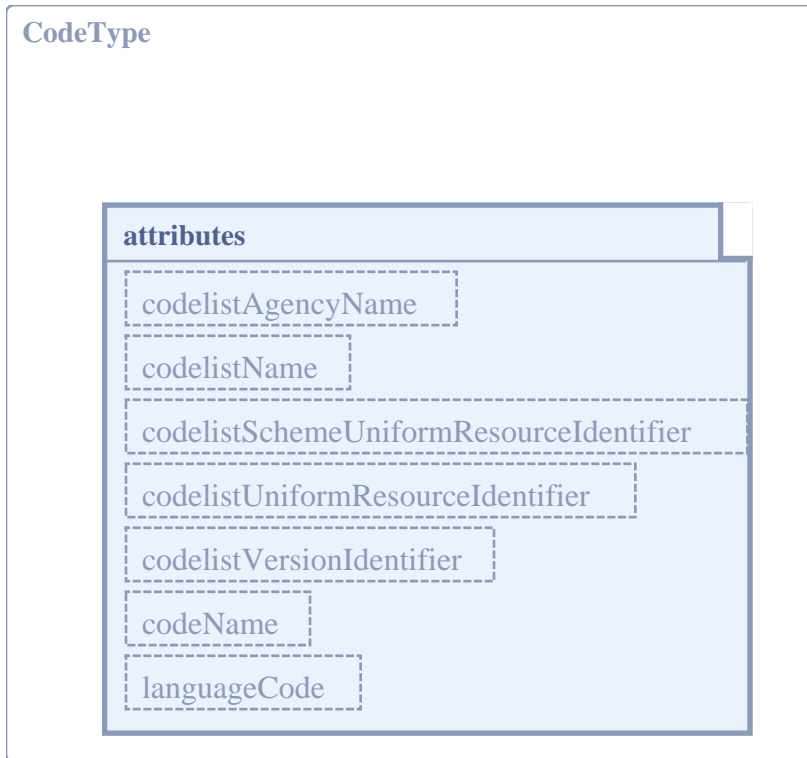 CodeType
attributes
codelistAgencyName
codelistName
codelistSchemeUniformResourceIdentifier
codelistUniformResourceIdentifier
codelistVersionIdentifier
codeName
languageCode